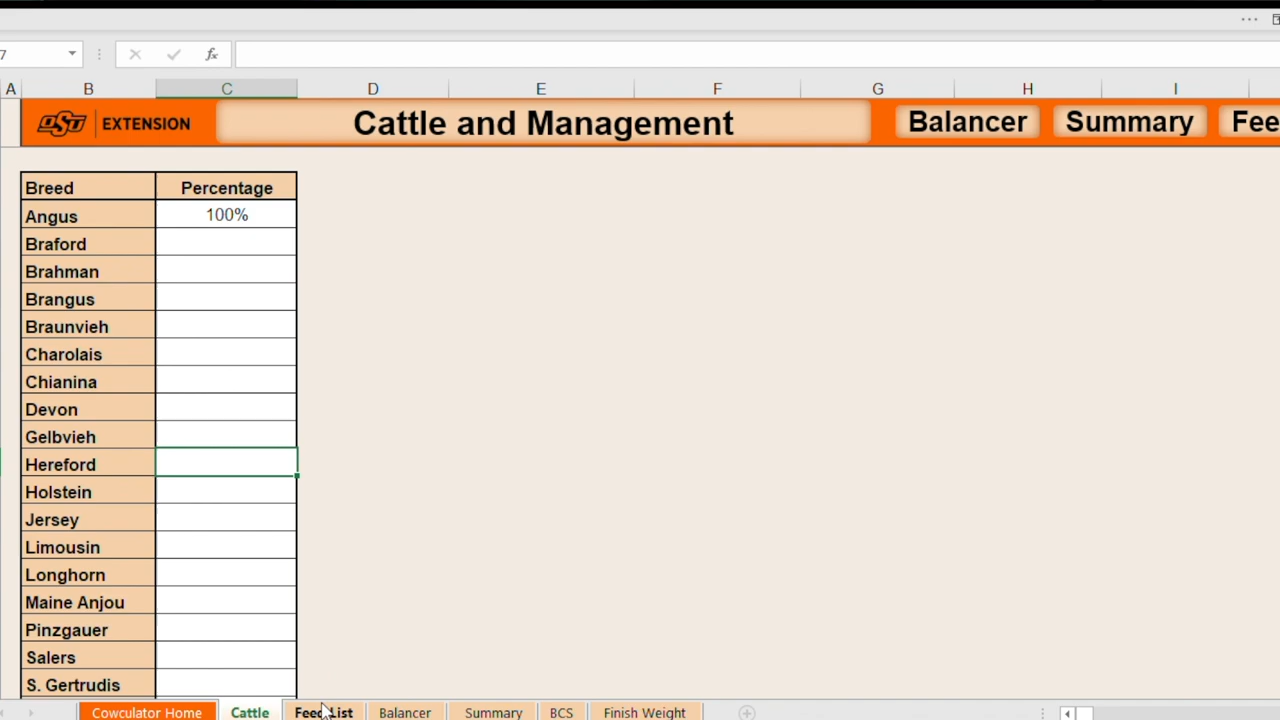 7
fx
A B C D E F G H I
OSU EXTENSION Cattle and Management Balancer Summary Fee
Breed Percentage
Angus 100%
Braford
Brahman
Brangus
Braunvieh
Charolais
Chianina
Devon
Gelbvieh
Hereford
Holstein
Jersey
Limousin
Longhorn
Maine Anjou
Pinzgauer
Salers
S. Gertrudis
Cowculator Home Cattle Feed List Balancer Summary BCS Finish Weight